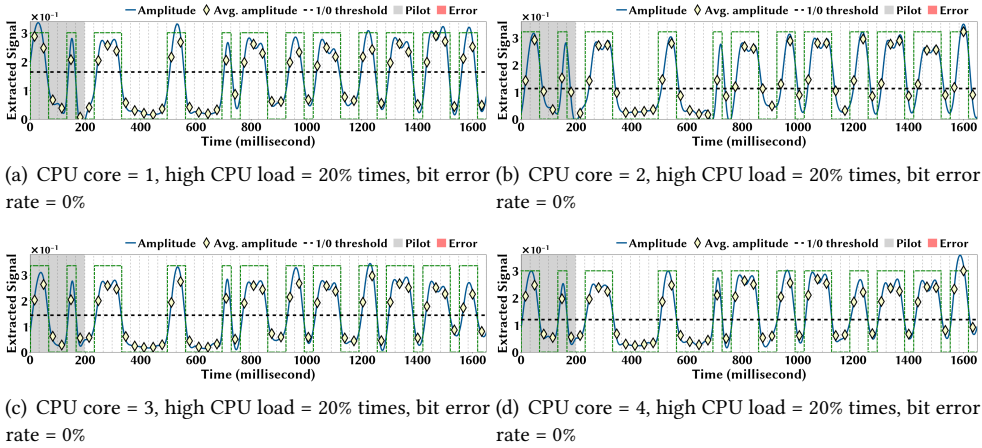 Amplitude Avg. amplitude 1/0 threshold Pilot Error
×10⁻¹
Extracted Signal
3
2
1
0
0 200 400 600 800 1000 1200 1400 1600
Time (millisecond)
(a) CPU core = 1, high CPU load = 20% times, bit error
rate = 0%
Amplitude Avg. amplitude 1/0 threshold Pilot Error
×10⁻¹
Extracted Signal
3
2
1
0
0 200 400 600 800 1000 1200 1400 1600
Time (millisecond)
(b) CPU core = 2, high CPU load = 20% times, bit error
rate = 0%
Amplitude Avg. amplitude 1/0 threshold Pilot Error
×10⁻¹
Extracted Signal
3
2
1
0
0 200 400 600 800 1000 1200 1400 1600
Time (millisecond)
(c) CPU core = 3, high CPU load = 20% times, bit error
rate = 0%
Amplitude Avg. amplitude 1/0 threshold Pilot Error
×10⁻¹
Extracted Signal
3
2
1
0
0 200 400 600 800 1000 1200 1400 1600
Time (millisecond)
(d) CPU core = 4, high CPU load = 20% times, bit error
rate = 0%